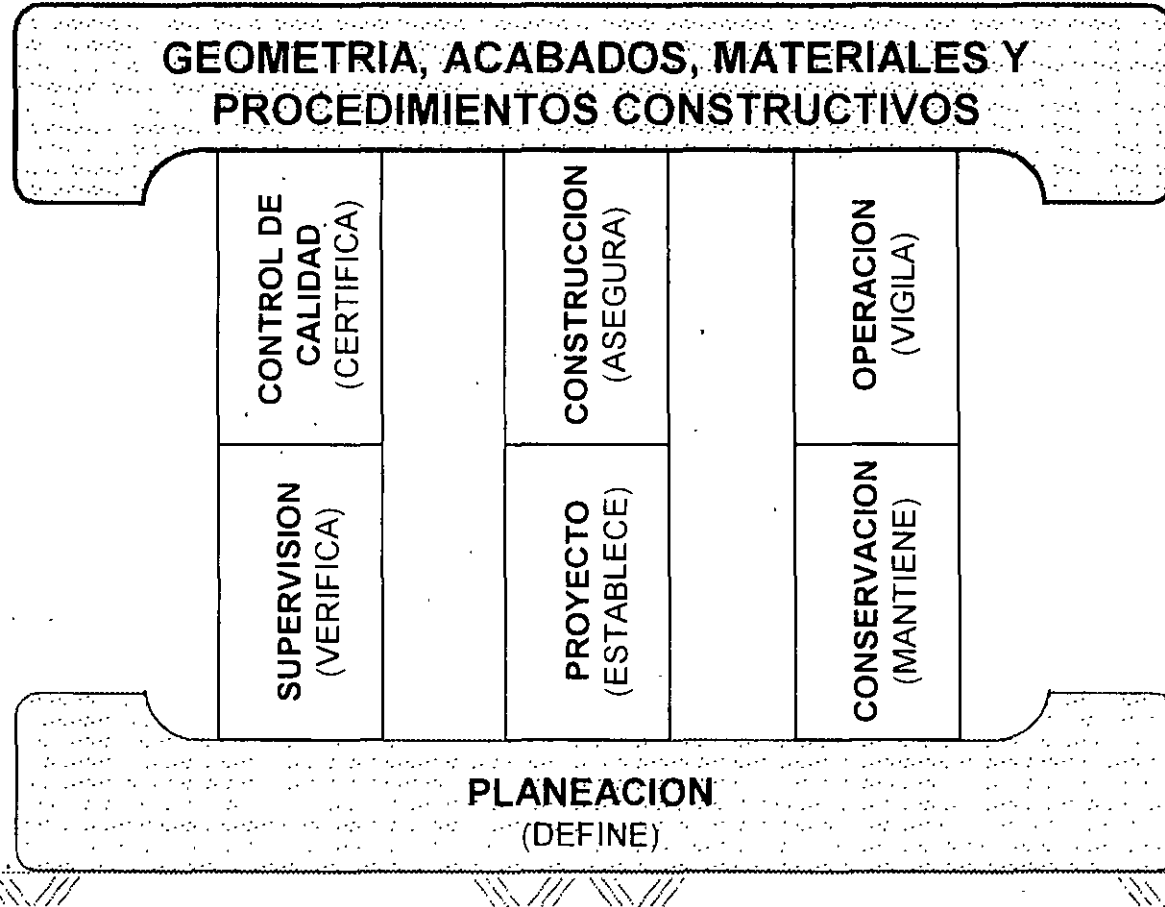 GEOMETRIA, ACABADOS, MATERIALES Y
PROCEDIMIENTOS CONSTRUCTIVOS
CONTROL DE
CALIDAD
(CERTIFICA)
CONSTRUCCION
(ASEGURA)
OPERACION
(VIGILA)
SUPERVISION
(VERIFICA)
PROYECTO
(ESTABLECE)
CONSERVACION
(MANTIENE)
PLANEACION
(DEFINE)